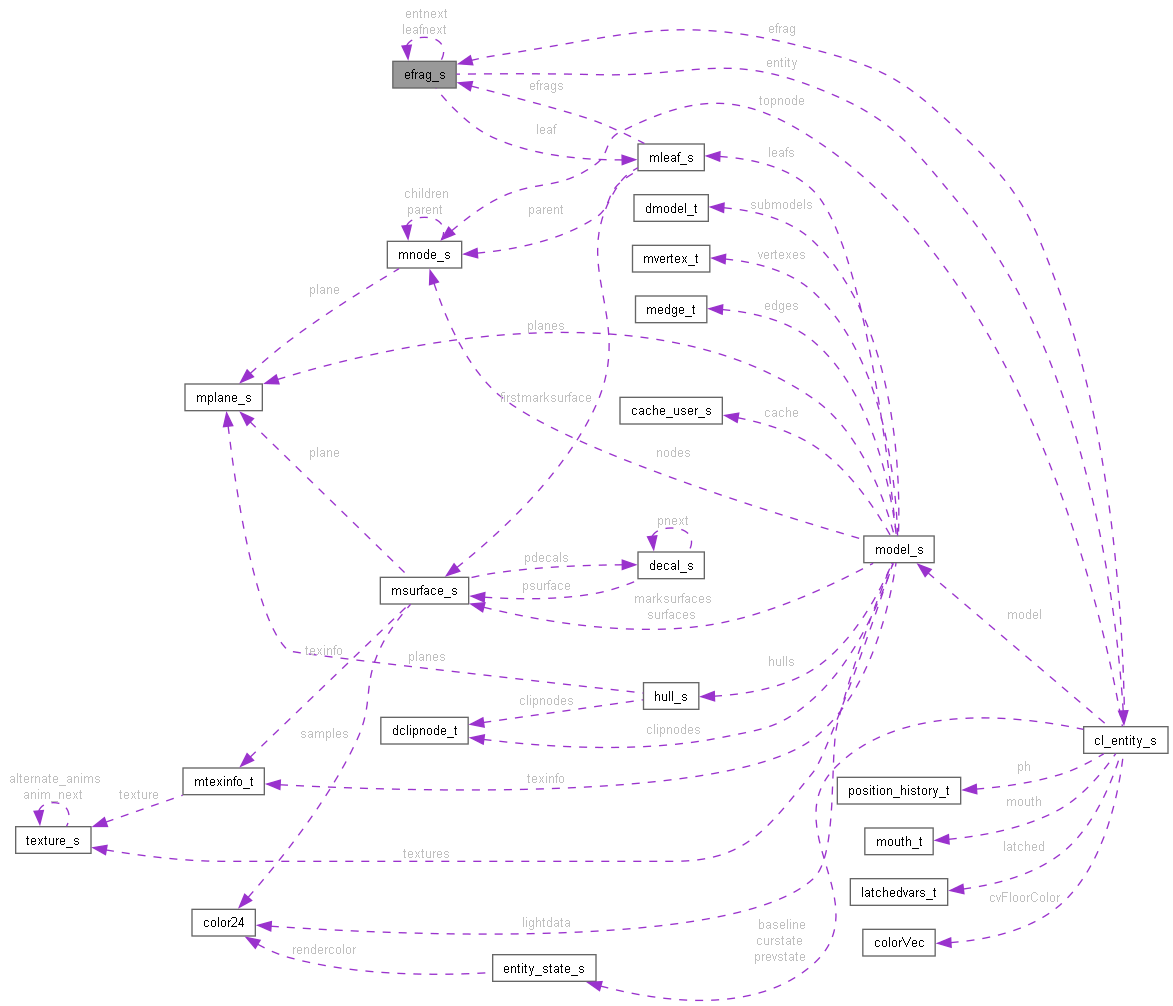 entnext
leafnext
efrag
efrag_s
entity
efrags
topnode
leaf
mleaf_s
leafs
children
parent
parent
dmodel_t
submodels
mnode_s
mvertex_t
vertexes
plane
medge_t
edges
planes
mplane_s
firstmarksurface
cache_user_s
cache
plane
nodes
pnext
model_s
pdecals
decal_s
psurface
msurface_s
marksurfaces
surfaces
model
texinfo
planes
hulls
hull_s
clipnodes
dclipnode_t
clipnodes
samples
cl_entity_s
ph
mtexinfo_t
texinfo
position_history_t
alternate_anims
anim_next
texture
mouth
texture_s
mouth_t
textures
latched
latchedvars_t
cvFloorColor
color24
lightdata
baseline
curstate
prevstate
colorVec
rendercolor
entity_state_s